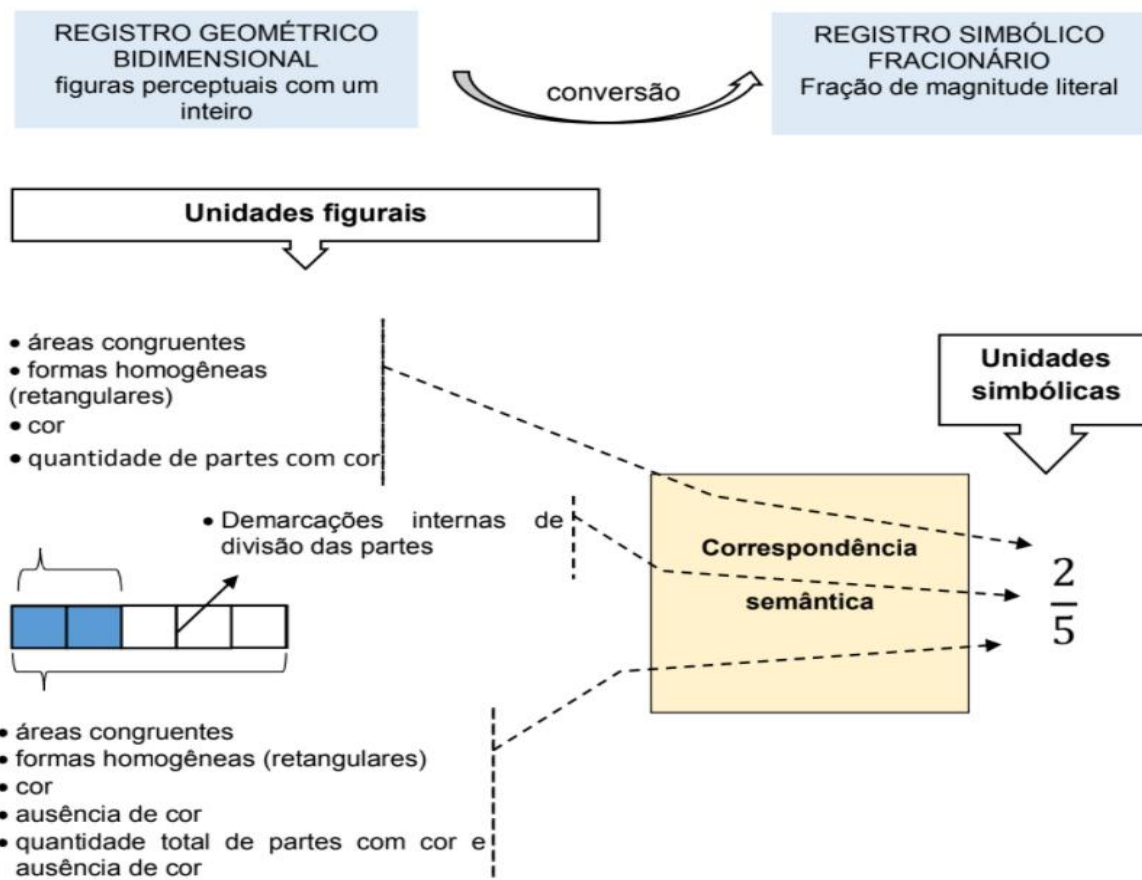 REGISTRO GEOMÉTRICO
BIDIMENSIONAL
figuras perceptuais com um
inteiro
conversão
REGISTRO SIMBÓLICO
FRACIONÁRIO
Fração de magnitude literal
Unidades figurais
• áreas congruentes
• formas homogêneas
(retangulares)
• cor
• quantidade de partes com cor
Unidades
simbólicas
• Demarcações internas de
divisão das partes
Correspondência
semântica
2
5
• áreas congruentes
• formas homogêneas (retangulares)
• cor
• ausência de cor
• quantidade total de partes com cor e
ausência de cor